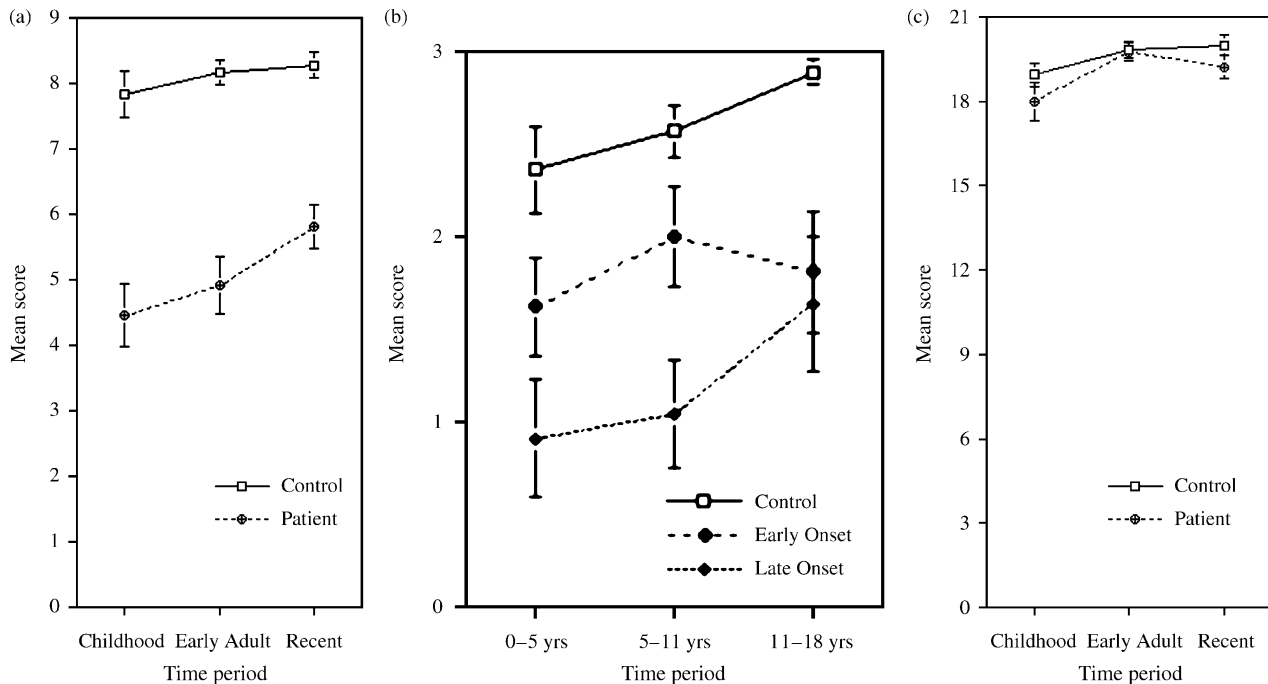 (a)
9
8
7
6
5
4
3
2
1
0
Mean score
Control
Patient
Childhood Early Adult Recent
Time period
(b)
3
2
1
0
Mean score
Control
Early Onset
Late Onset
0–5 yrs 5–11 yrs 11–18 yrs
Time period
(c)
21
18
15
12
9
6
3
0
Mean score
Control
Patient
Childhood Early Adult Recent
Time period